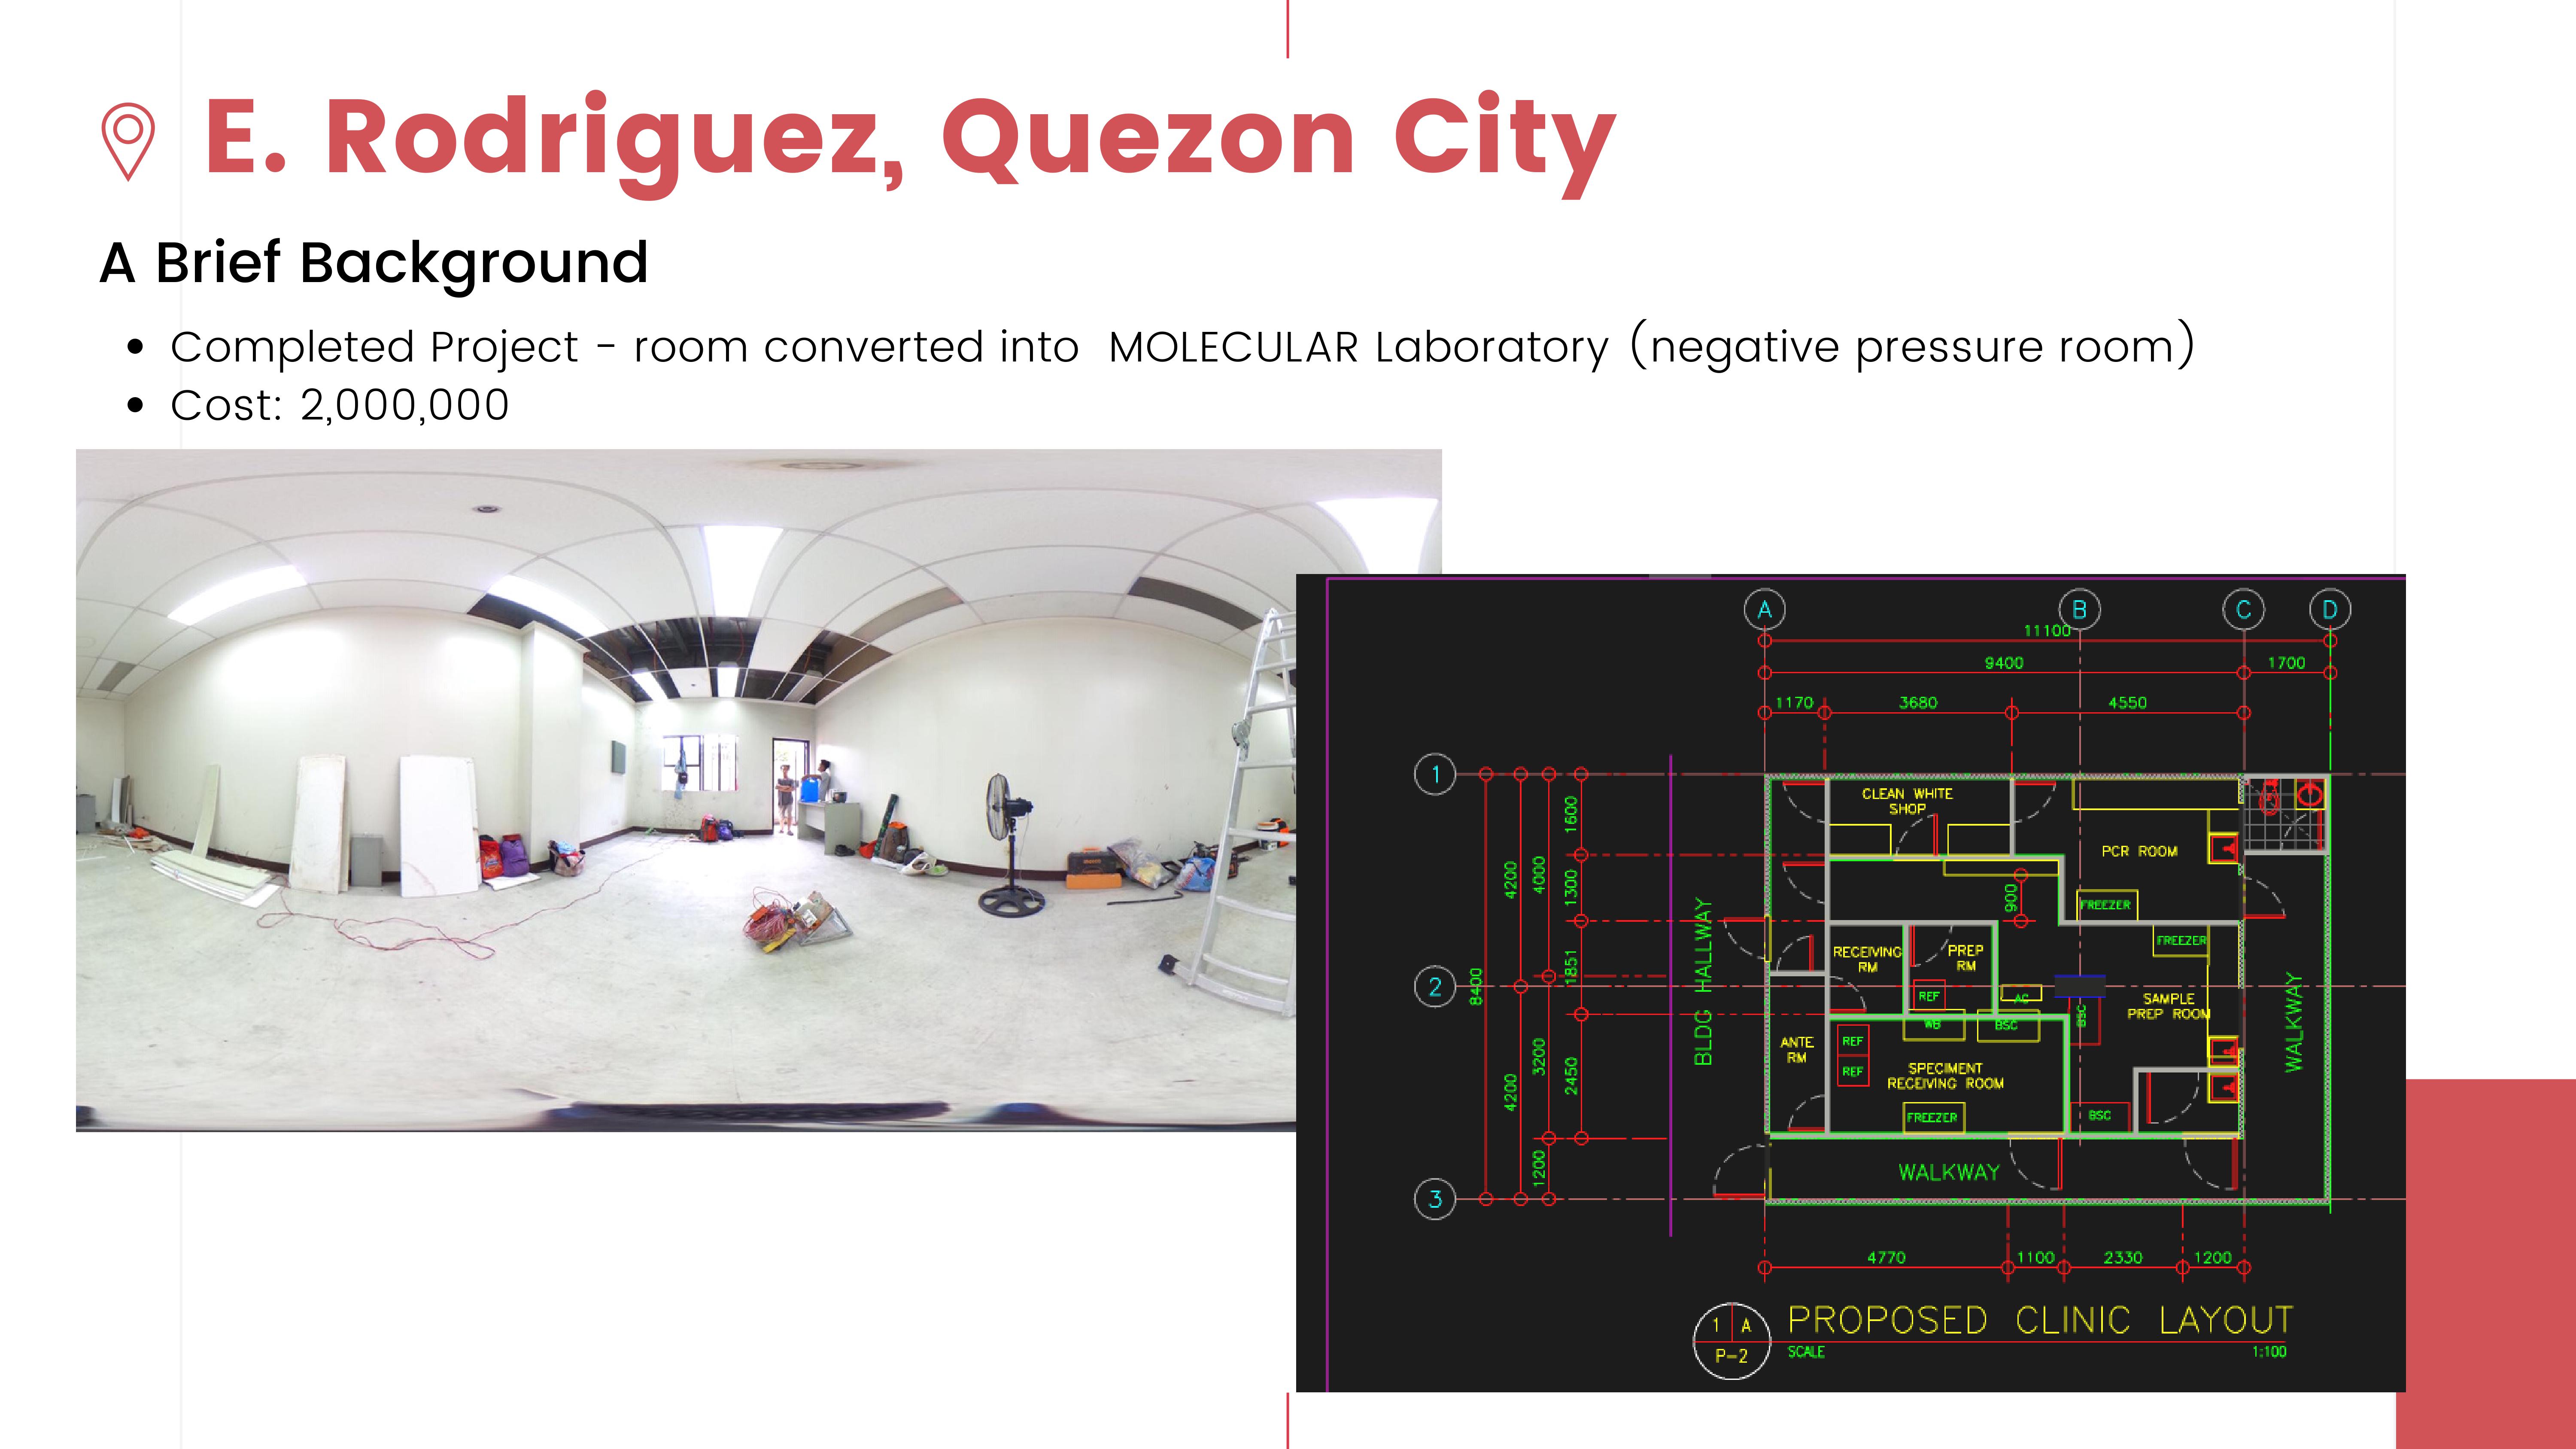 E. Rodriguez, Quezon City
A Brief Background
Completed Project - room converted into MOLECULAR Laboratory (negative pressure room)
Cost: 2,000,000
A
B
C
D
11100
9400
1700
1170
3680
4550
1
2
3
8400
4200
4200
4000
3200
1200
1600
1300
1851
2450
BLDG HALLWAY
CLEAN WHITE
SHOP
PCR ROOM
FREEZER
900
FREEZER
RECEIVING
RM
PREP
RM
REF
AC
WB
BSC
BSC
SAMPLE
PREP ROOM
WALKWAY
ANTE
RM
REF
REF
SPECIMENT
RECEIVING ROOM
FREEZER
BSC
WALKWAY
4770
1100
2330
1200
1 A
P-2
PROPOSED CLINIC LAYOUT
SCALE 1:100